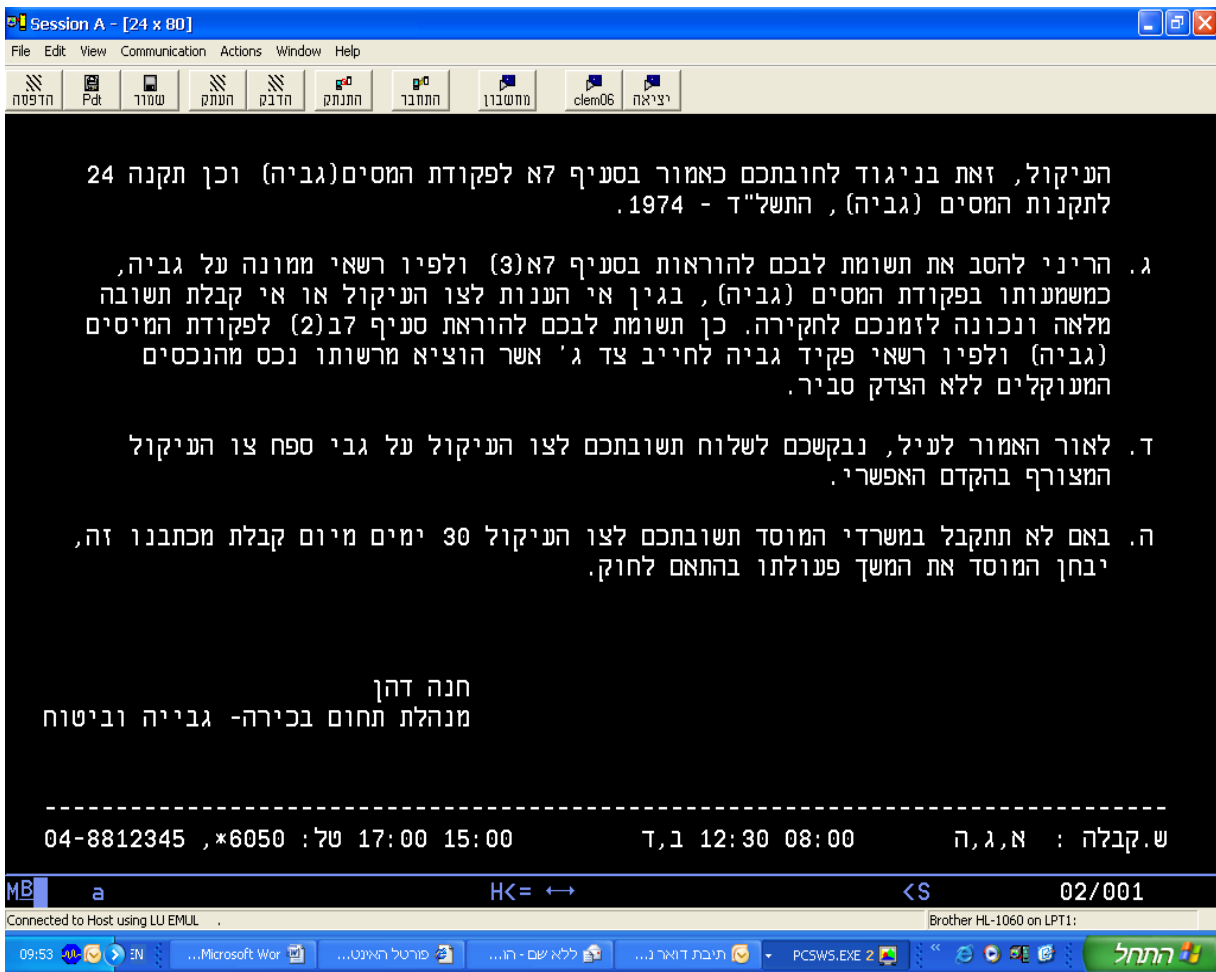 Session A - [24 x 80]
File Edit View Communication Actions Window Help
הדפסה Pdt שמור העתק הדבק התנתק התחבר מחשבון clem06 יציאה
העיקול, זאת בניגוד לחובתכם כאמור בסעיף 7א לפקודת המסים(גביה) וכן תקנה 24
לתקנות המסים (גביה), התשל"ד - 1974.
ג. הריני להסב את תשומת לבכם להוראות בסעיף 7א(3) ולפיו רשאי ממונה על גביה,
כמשמעותו בפקודת המסים (גביה), בגין אי הענות לצו העיקול או אי קבלת תשובה
מלאה ונכונה לזמנכם לחקירה. כן תשומת לבכם להוראת סעיף 7ב(2) לפקודת המיסים
(גביה) ולפיו רשאי פקיד גביה לחייב צד ג' אשר הוציא מרשותו נכס מהנכסים
המעוקלים ללא הצדק סביר.
ד. לאור האמור לעיל, נבקשכם לשלוח תשובתכם לצו העיקול על גבי ספח צו העיקול
המצורף בהקדם האפשרי.
ה. באם לא תתקבל במשרדי המוסד תשובתכם לצו העיקול 30 ימים מיום קבלת מכתבנו זה,
יבחן המוסד את המשך פעולתו בהתאם לחוק.
חנה דהן
מנהלת תחום בכירה- גבייה וביטוח
ש.קבלה : א,ג,ה 08:00 12:30 ב,ד 15:00 17:00 טל: 6050*, 04-8812345
MB a H<= ↔ <S 02/001
Connected to Host using LU EMUL . Brother HL-1060 on LPT1:
התחל PCSWS.EXE 2 תיבת דואר נ... ללא שם - הו... פורטל האינט... Microsoft Wor... EN 09:53